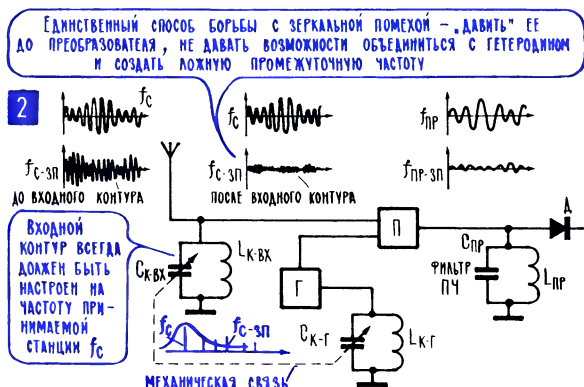 Единственный способ борьбы с зеркальной помехой – „давить" ее
до преобразователя, не давать возможности объединиться с гетеродином
и создать ложную промежуточную частоту
2
fс
fс
fпр
fс-зп
fс-зп
fпр-зп
до входного контура
после входного контура
Входной
контур всегда
должен быть
настроен на
частоту при-
нимаемой
станции fс
Cк-вх
Lк-вх
П
Д
Cпр
фильтр
ПЧ
Lпр
Г
fс
fс-зп
Cк-г
Lк-г
механическая связь